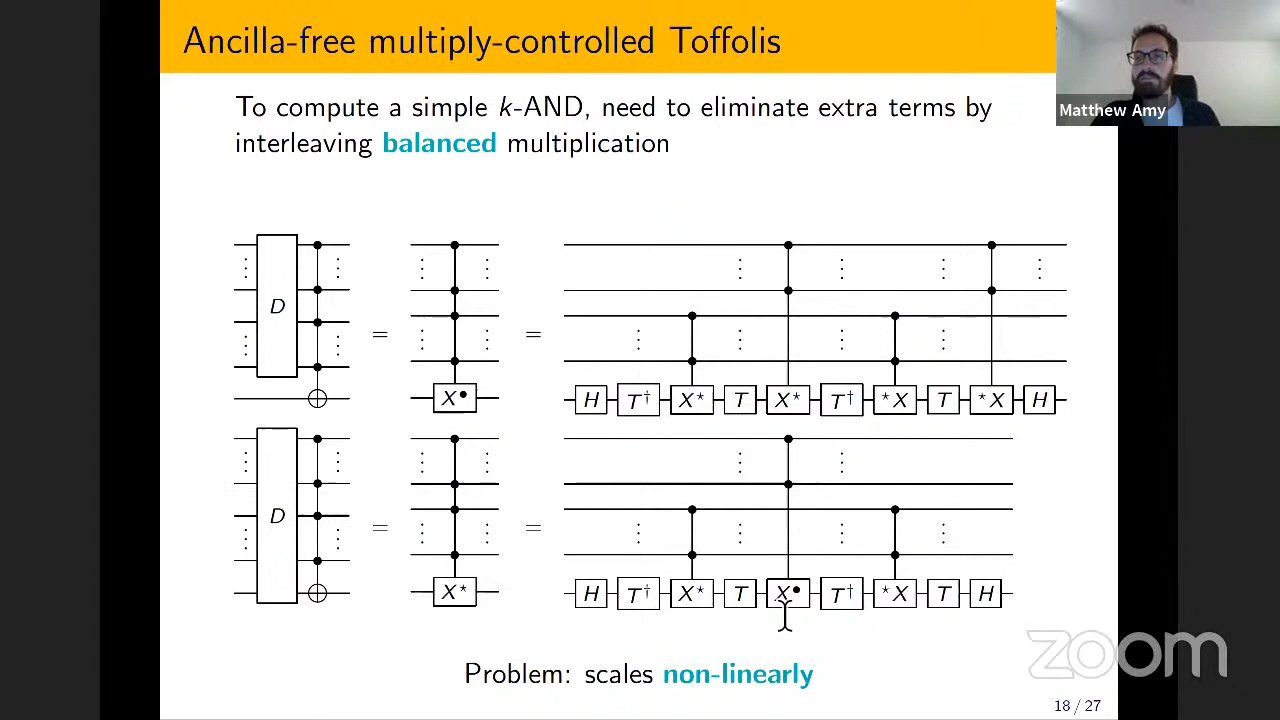 Ancilla-free multiply-controlled Toffolis
Matthew Amy
To compute a simple k-AND, need to eliminate extra terms by
interleaving balanced multiplication
D = X• = H T† X⋆ T X⋆ T† ⋆X T ⋆X H
D = X⋆ = H T† X⋆ T X• T† ⋆X T H
Problem: scales non-linearly
zoom
18 / 27